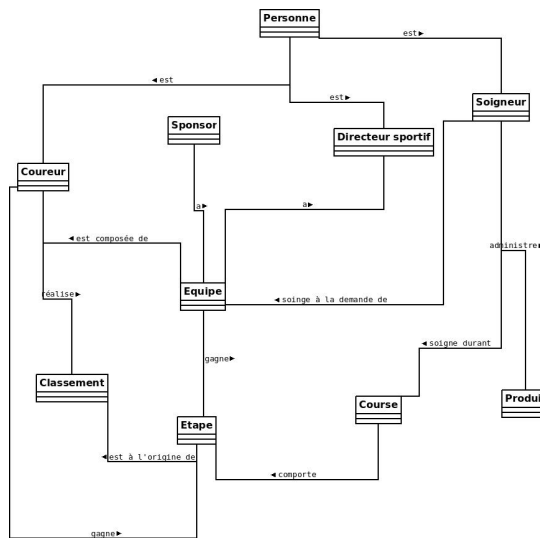 Personne
est►
◄est
est►
Soigneur
Sponsor
Directeur sportif
Coureur
a►
a►
◄est composée de
administre►
Equipe
réalise►
◄soinge à la demande de
◄soigne durant
gagne►
Classement
Produi
Course
Etape
◄est à l'origine de
◄comporte
gagne►